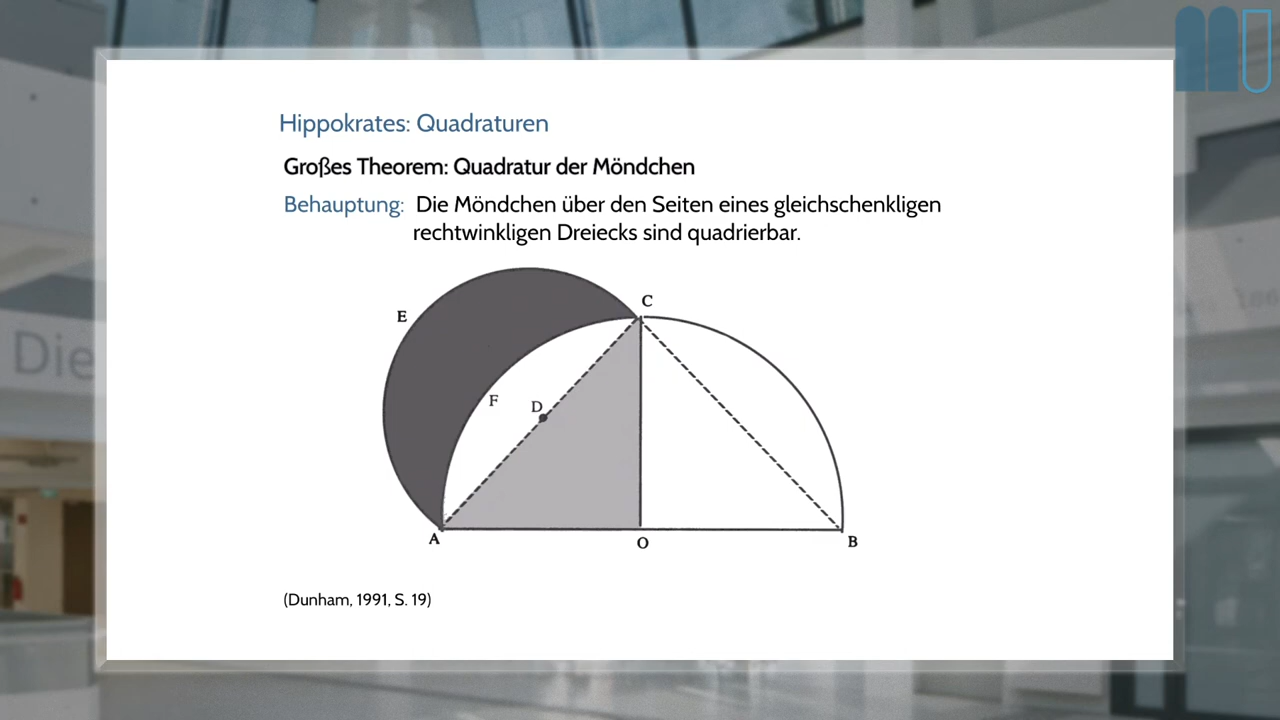 Hippokrates: Quadraturen
Großes Theorem: Quadratur der Möndchen
Behauptung: Die Möndchen über den Seiten eines gleichschenkligen
rechtwinkligen Dreiecks sind quadrierbar.
C
E
F
D
A
O
B
(Dunham, 1991, S. 19)
Die